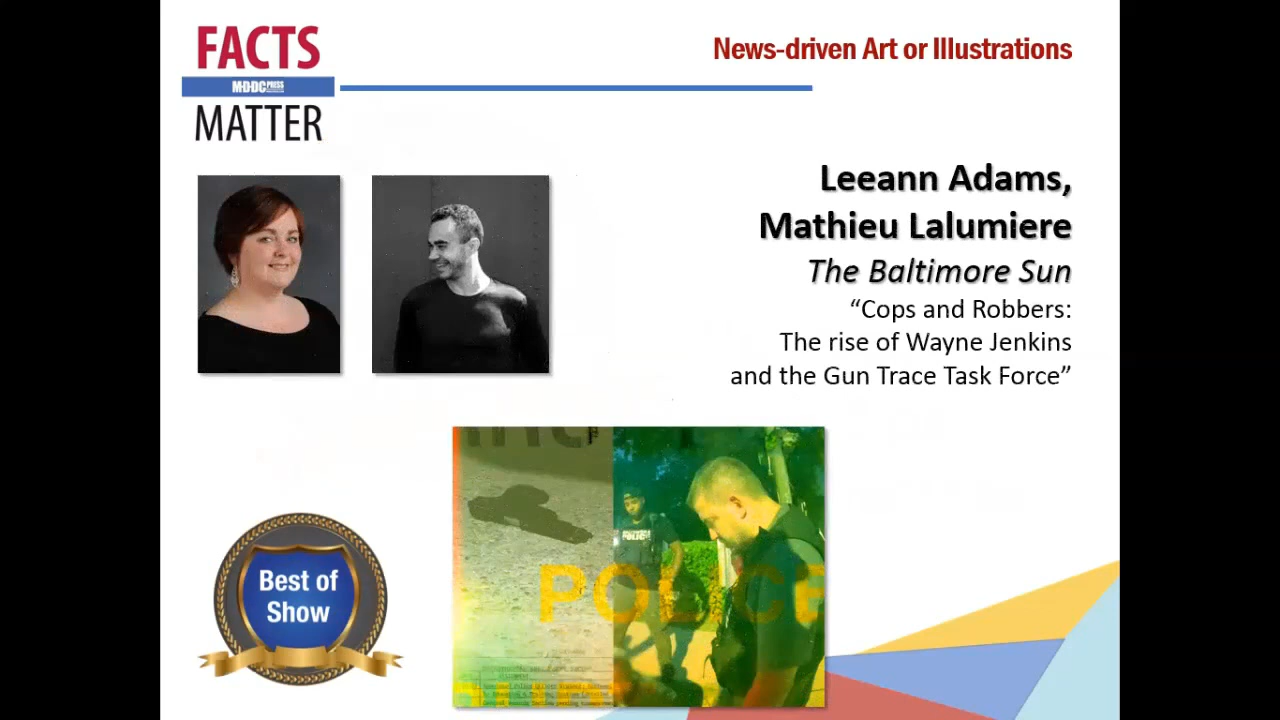 FACTS
MDDC PRESS
MATTER
News-driven Art or Illustrations
Leeann Adams,
Mathieu Lalumiere
The Baltimore Sun
“Cops and Robbers:
The rise of Wayne Jenkins
and the Gun Trace Task Force”
POLICE
POLICE
Best of
Show